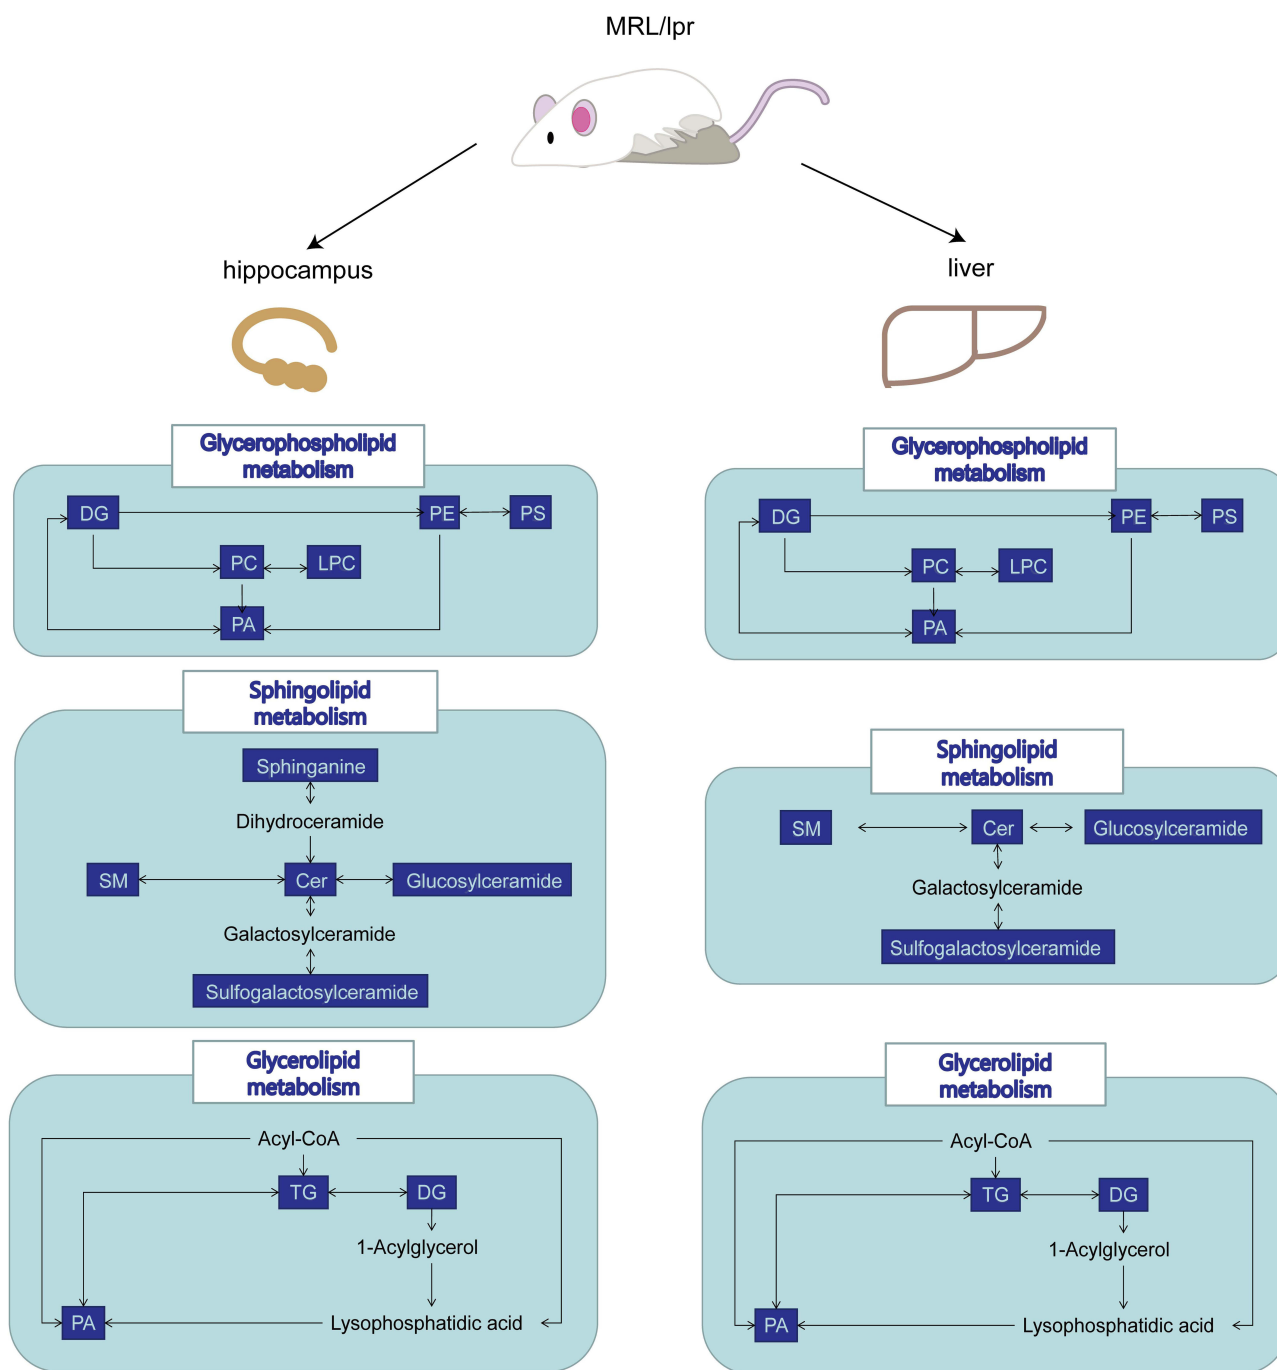 MRL/lpr
hippocampus
liver
Glycerophospholipid
metabolism
DG
PE
PS
PC
LPC
PA
Sphingolipid
metabolism
Sphinganine
Dihydroceramide
SM
Cer
Glucosylceramide
Galactosylceramide
Sulfogalactosylceramide
Glycerolipid
metabolism
Acyl-CoA
TG
DG
1-Acylglycerol
PA
Lysophosphatidic acid
Glycerophospholipid
metabolism
DG
PE
PS
PC
LPC
PA
Sphingolipid
metabolism
SM
Cer
Glucosylceramide
Galactosylceramide
Sulfogalactosylceramide
Glycerolipid
metabolism
Acyl-CoA
TG
DG
1-Acylglycerol
PA
Lysophosphatidic acid